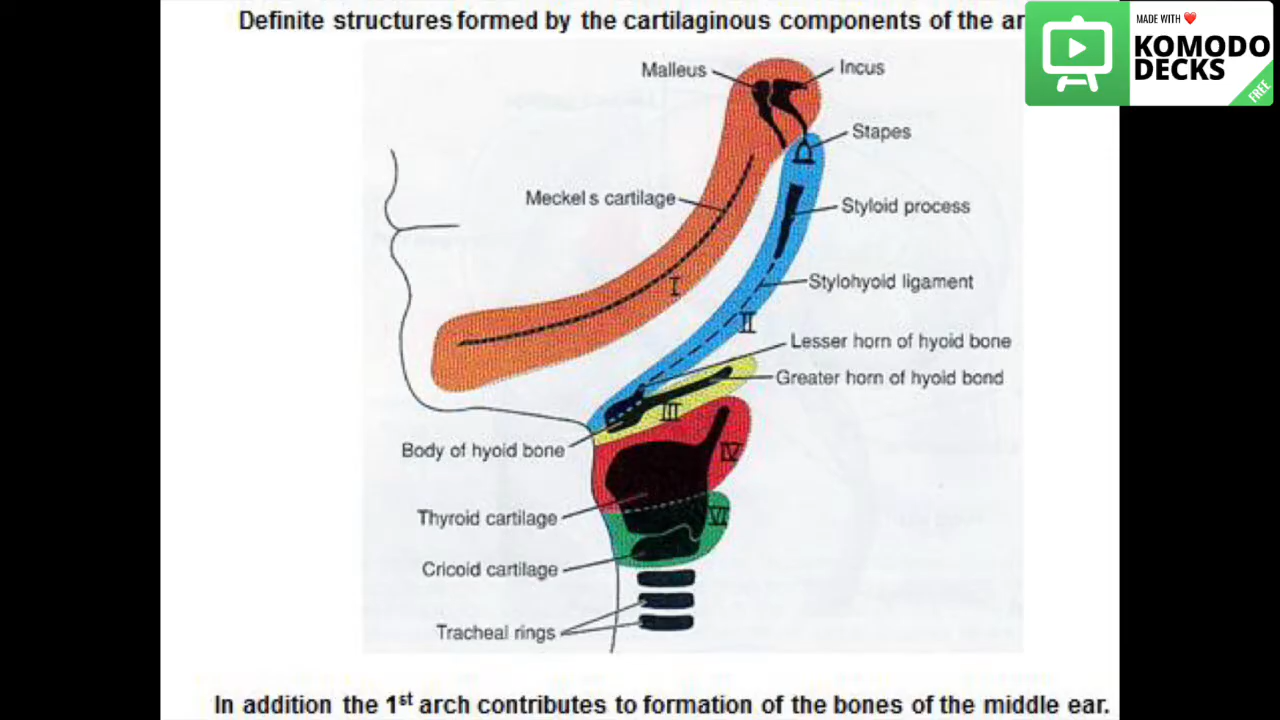 Definite structures formed by the cartilaginous components of the
MADE WITH ❤
KOMODO
DECKS
FREE
Malleus
Incus
Stapes
Meckel s cartilage
Styloid process
I
Stylohyoid ligament
II
Lesser horn of hyoid bone
Greater horn of hyoid bond
III
Body of hyoid bone
IV
Thyroid cartilage
VI
Cricoid cartilage
Tracheal rings
In addition the 1st arch contributes to formation of the bones of the middle ear.